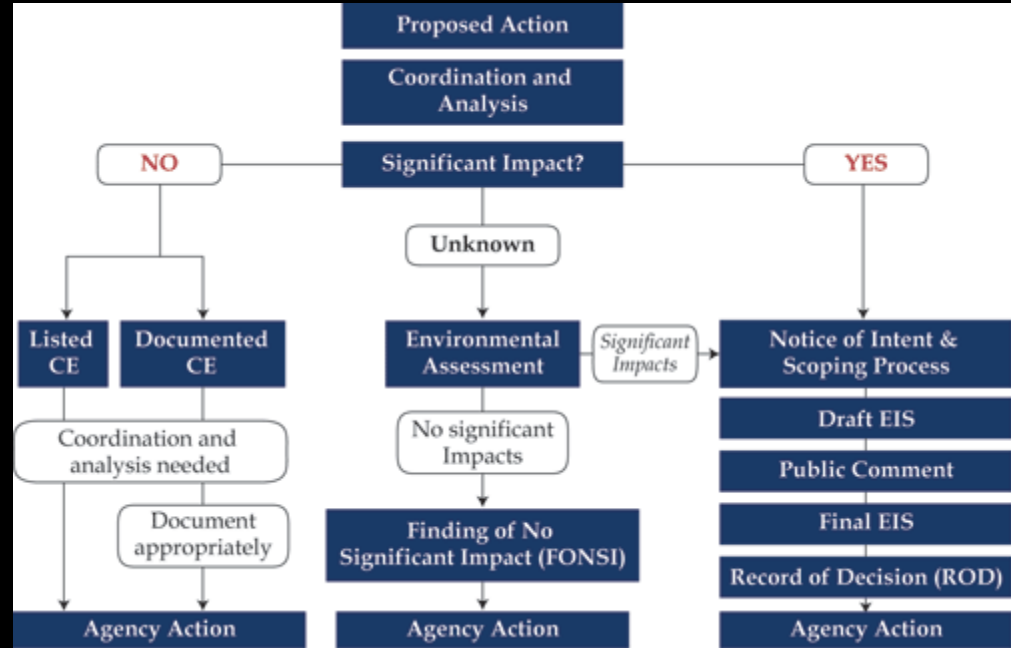 Proposed Action
Coordination and
Analysis
NO
Significant Impact?
YES
Unknown
Listed
CE
Documented
CE
Environmental
Assessment
Significant
Impacts
Notice of Intent &
Scoping Process
Coordination and
analysis needed
No significant
Impacts
Draft EIS
Public Comment
Document
appropriately
Finding of No
Significant Impact (FONSI)
Final EIS
Record of Decision (ROD)
Agency Action
Agency Action
Agency Action